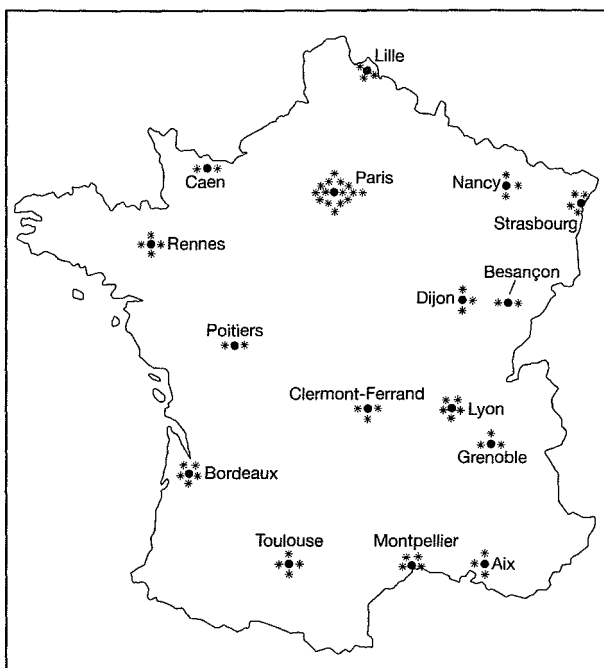 Lille
Caen
Paris
Nancy
Strasbourg
Rennes
Besançon
Dijon
Poitiers
Clermont-Ferrand
Lyon
Grenoble
Bordeaux
Toulouse
Montpellier
Aix